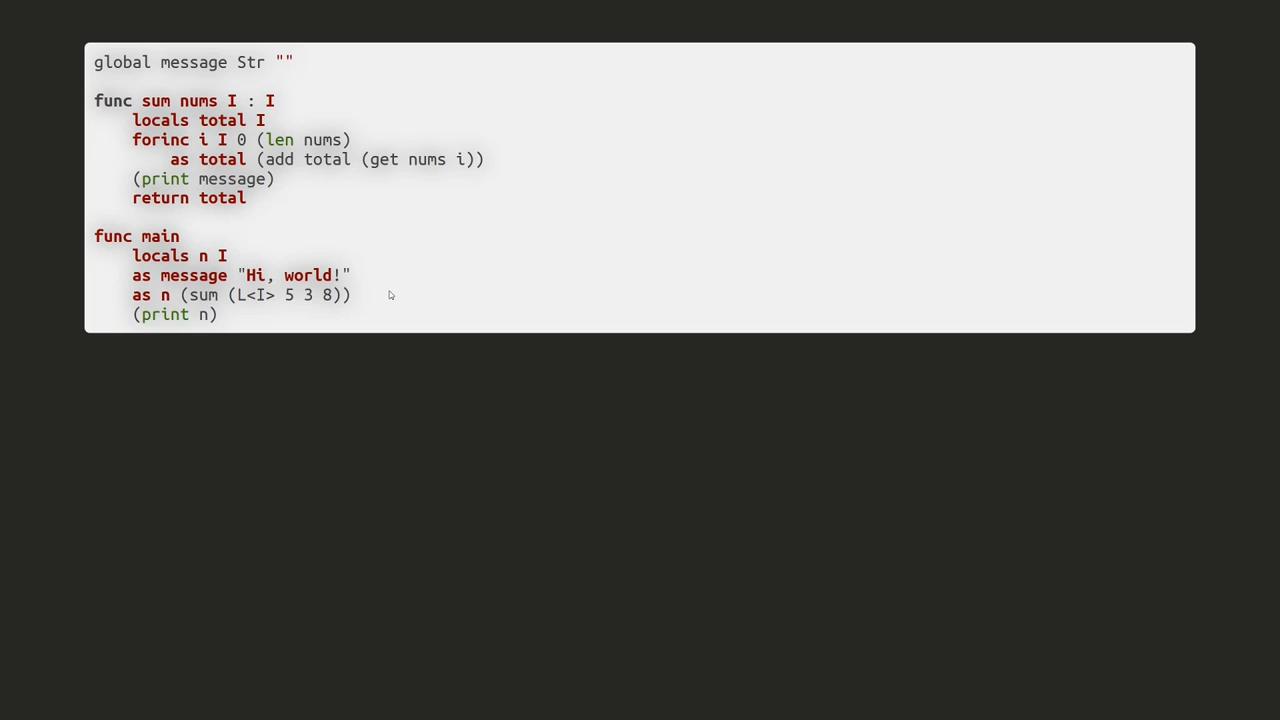 global message Str ""
func sum nums I : I
locals total I
forinc i I 0 (len nums)
as total (add total (get nums i))
(print message)
return total
func main
locals n I
as message "Hi, world!"
as n (sum (L<I> 5 3 8))
(print n)